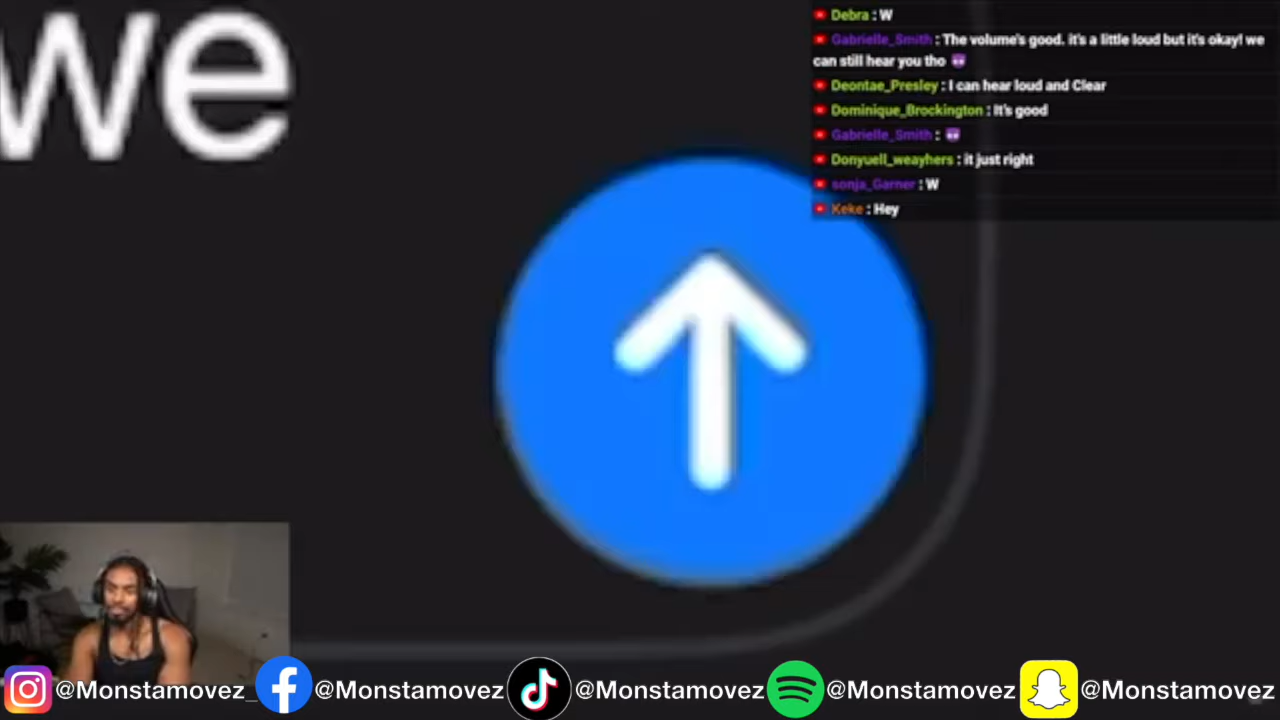 we
Debra : W
Gabrielle_Smith : The volume's good. it's a little loud but it's okay! we
can still hear you tho 😈
Deontae_Presley : I can hear loud and Clear
Dominique_Brockington : It's good
Gabrielle_Smith : 😈
Donyuell_weayhers : it just right
sonja_Garner : W
Keke : Hey
@Monstamovez_ @Monstamovez @Monstamovez @Monstamovez @Monstamovez